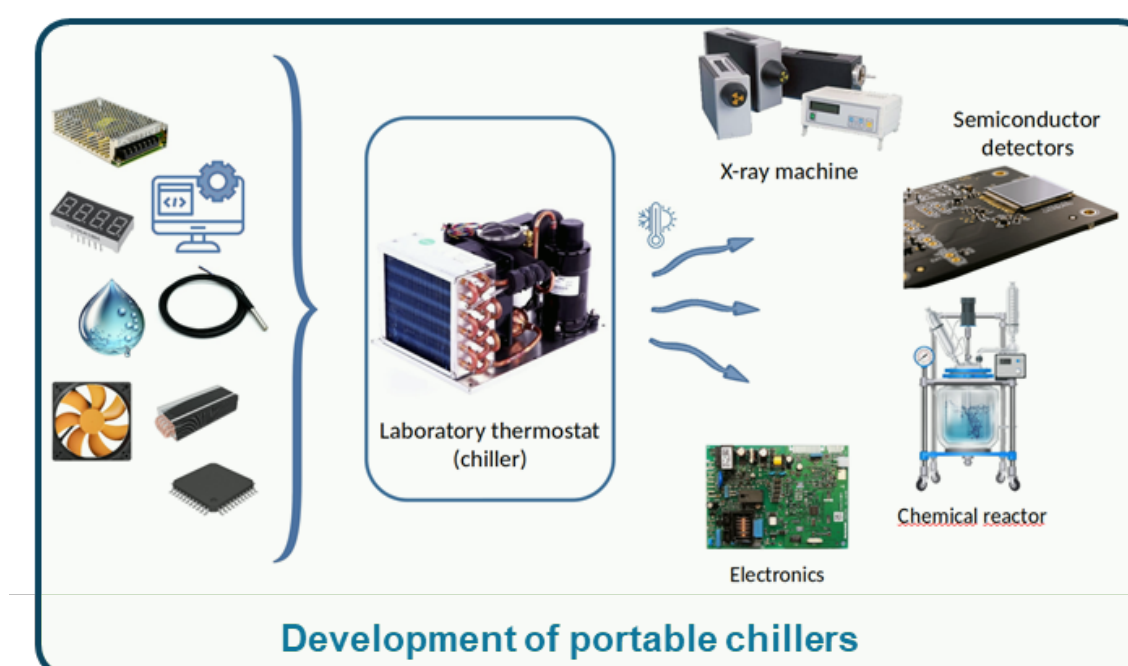 X-ray machine
Semiconductor
detectors
Laboratory thermostat
(chiller)
Chemical reactor
Electronics
Development of portable chillers